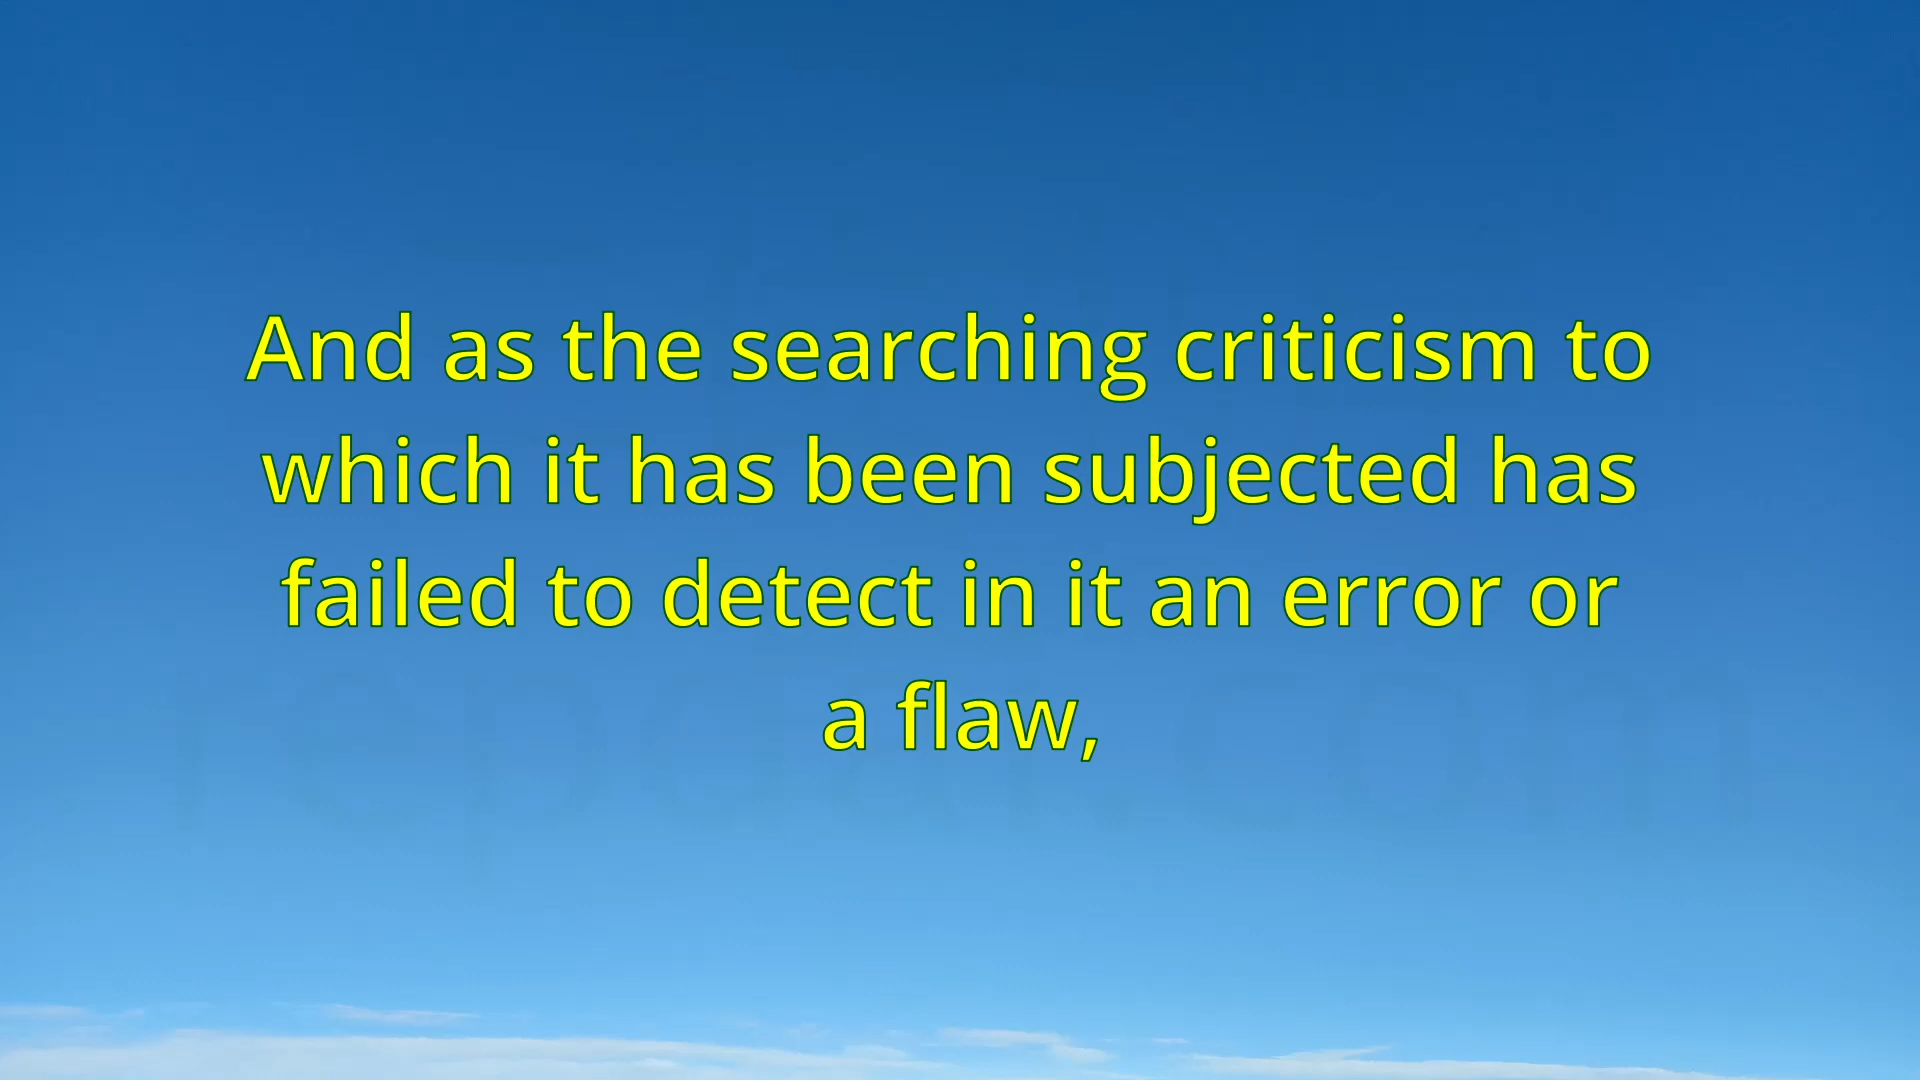 And as the searching criticism to
which it has been subjected has
failed to detect in it an error or
a flaw,